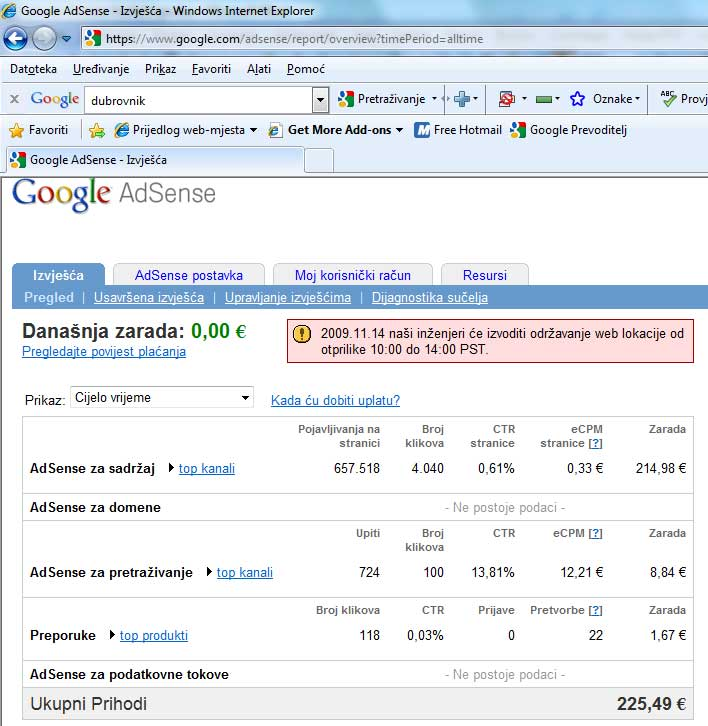 Google AdSense - Izvješća - Windows Internet Explorer
https://www.google.com/adsense/report/overview?timePeriod=alltime
Datoteka Uređivanje Prikaz Favoriti Alati Pomoć
x Google dubrovnik Pretraživanje Oznake ABC Provj
Favoriti Prijedlog web-mjesta Get More Add-ons Free Hotmail Google Prevoditelj
Google AdSense - Izvješća
Google AdSense
Izvješća AdSense postavka Moj korisnički račun Resursi
Pregled | Usavršena izvješća | Upravljanje izvješćima | Dijagnostika sučelja
Današnja zarada: 0,00 €
Pregledajte povijest plaćanja
2009.11.14 naši inženjeri će izvoditi održavanje web lokacije od
otprilike 10:00 do 14:00 PST.
Prikaz: Cijelo vrijeme Kada ću dobiti uplatu?
Pojavljivanja na Broj CTR eCPM Zarada
stranici klikova stranice stranice [?]
AdSense za sadržaj top kanali 657.518 4.040 0,61% 0,33 € 214,98 €
AdSense za domene - Ne postoje podaci -
Upiti Broj CTR eCPM [?] Zarada
klikova
AdSense za pretraživanje top kanali 724 100 13,81% 12,21 € 8,84 €
Broj klikova CTR Prijave Pretvorbe [?] Zarada
Preporuke top produkti 118 0,03% 0 22 1,67 €
AdSense za podatkovne tokove - Ne postoje podaci -
Ukupni Prihodi 225,49 €